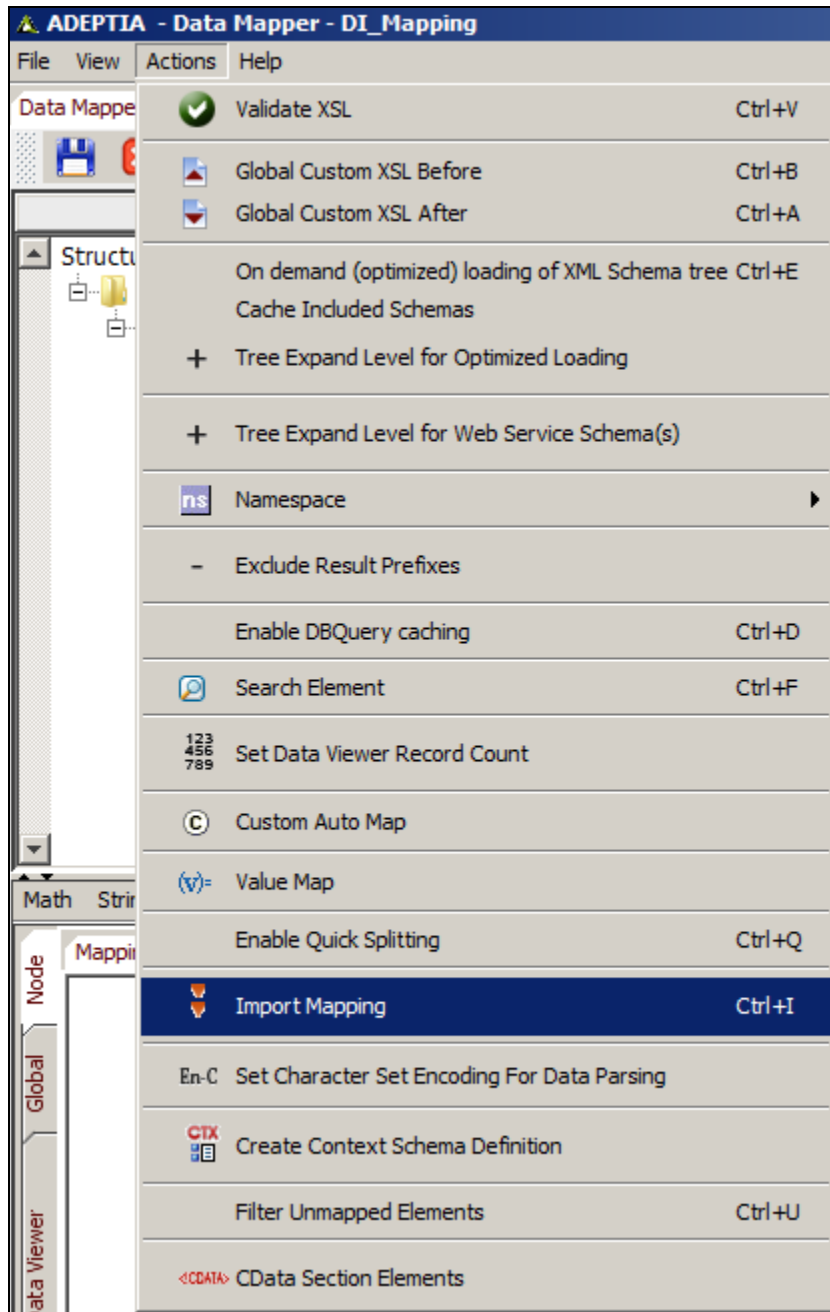 ADEPTIA - Data Mapper - DI_Mapping
File View Actions Help
Data Mappe
Validate XSL Ctrl+V
Global Custom XSL Before Ctrl+B
Global Custom XSL After Ctrl+A
Structu
On demand (optimized) loading of XML Schema tree Ctrl+E
Cache Included Schemas
+ Tree Expand Level for Optimized Loading
+ Tree Expand Level for Web Service Schema(s)
ns Namespace
- Exclude Result Prefixes
Enable DBQuery caching Ctrl+D
Search Element Ctrl+F
123
456
789
Set Data Viewer Record Count
C Custom Auto Map
(v)= Value Map
Math Strin
Enable Quick Splitting Ctrl+Q
Mappin
Node
Import Mapping Ctrl+I
Global
En-C Set Character Set Encoding For Data Parsing
CTX Create Context Schema Definition
Filter Unmapped Elements Ctrl+U
ata Viewer
<CDATA> CData Section Elements